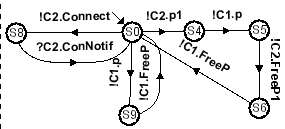 !C2.Connect
!C2.p1
!C1.p
S8
S0
S4
S5
?C2.ConNotif
!C1.p
!C1.FreeP
!C1.FreeP
!C2.FreeP1
S9
S6